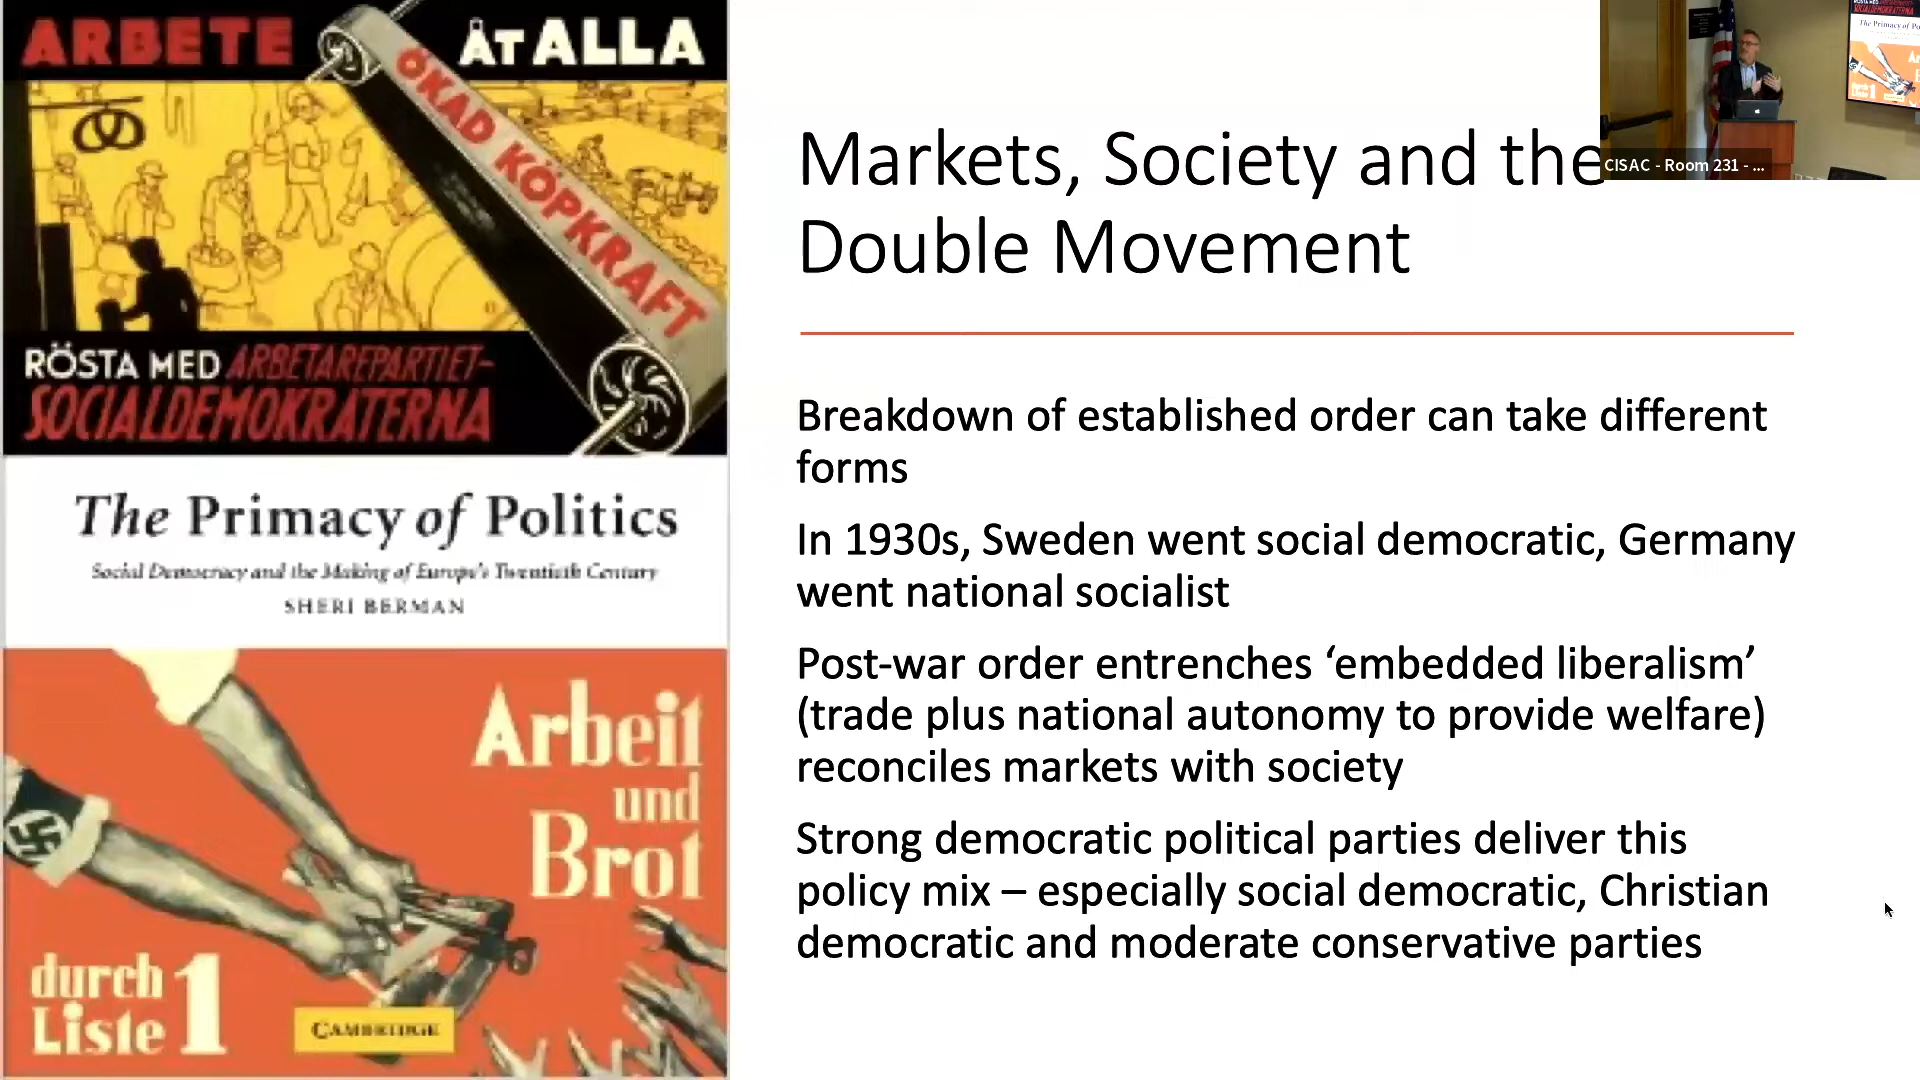 ARBETE ÅT ALLA
ÖKAD KÖPKRAFT
RÖSTA MED ARBETAREPARTIET-
SOCIALDEMOKRATERNA
The Primacy of Politics
Social Democracy and the Making of Europe's Twentieth Century
SHERI BERMAN
Arbeit
und
Brot
durch
Liste 1
CAMBRIDGE
Markets, Society and the
Double Movement
Breakdown of established order can take different
forms
In 1930s, Sweden went social democratic, Germany
went national socialist
Post-war order entrenches ‘embedded liberalism’
(trade plus national autonomy to provide welfare)
reconciles markets with society
Strong democratic political parties deliver this
policy mix – especially social democratic, Christian
democratic and moderate conservative parties
CISAC - Room 231 - ...